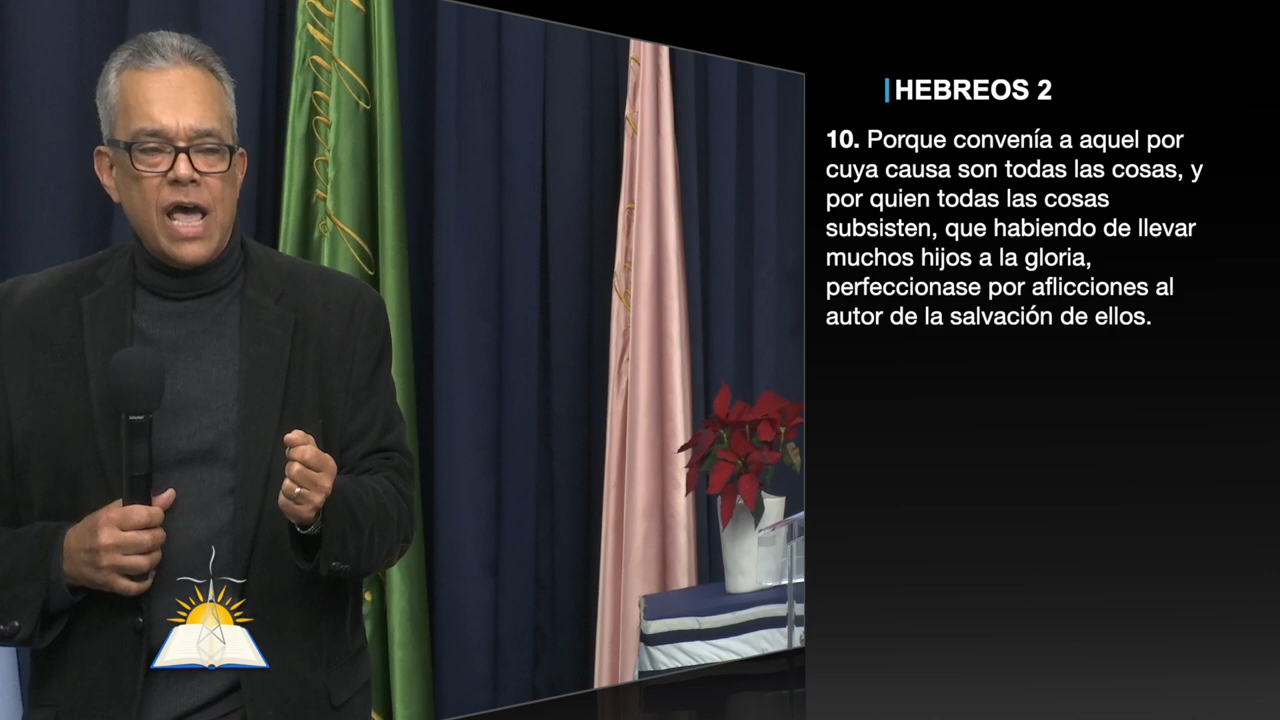 HEBREOS 2
10. Porque convenía a aquel por
cuya causa son todas las cosas, y
por quien todas las cosas
subsisten, que habiendo de llevar
muchos hijos a la gloria,
perfeccionase por aflicciones al
autor de la salvación de ellos.